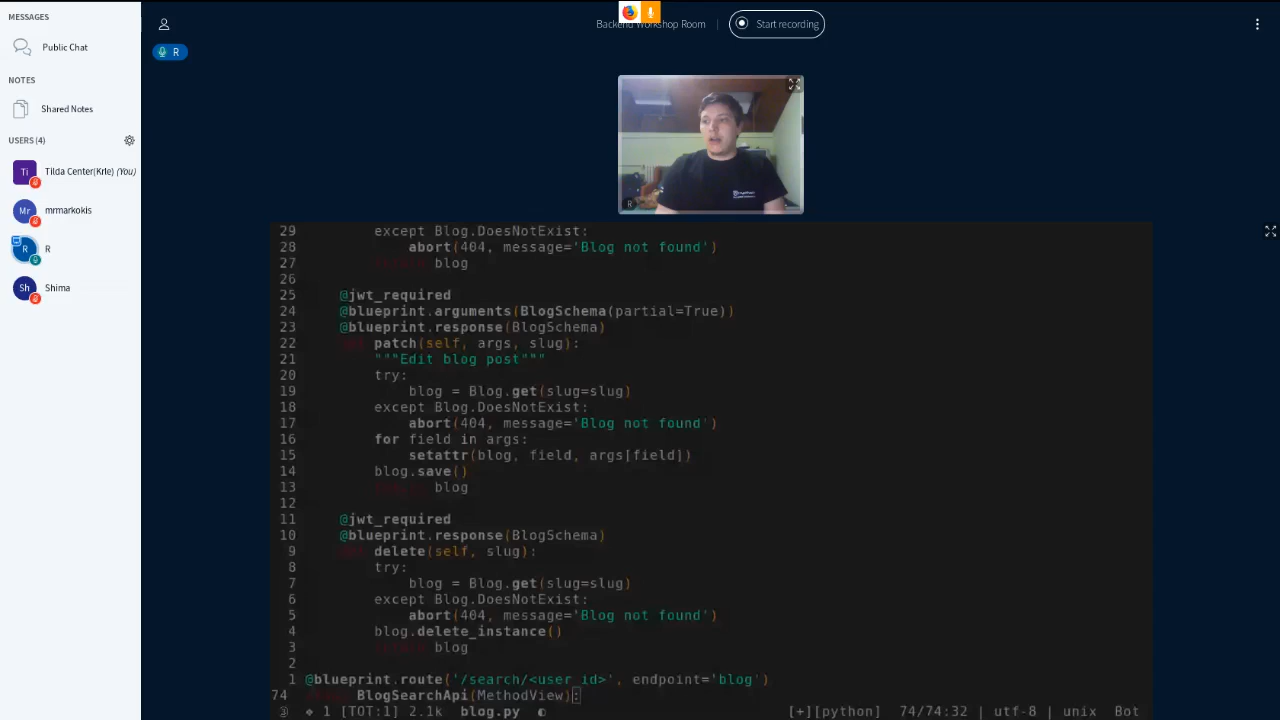 MESSAGES
Public Chat
NOTES
Shared Notes
USERS (4)
Ti Tilda Center(Krle) (You)
Mr mrmarkokis
R R
Sh Shima
Backend Workshop Room
Start recording
R
R
29 except Blog.DoesNotExist:
28 abort(404, message='Blog not found')
27 return blog
26
25 @jwt_required
24 @blueprint.arguments(BlogSchema(partial=True))
23 @blueprint.response(BlogSchema)
22 def patch(self, args, slug):
21 """Edit blog post"""
20 try:
19 blog = Blog.get(slug=slug)
18 except Blog.DoesNotExist:
17 abort(404, message='Blog not found')
16 for field in args:
15 setattr(blog, field, args[field])
14 blog.save()
13 return blog
12
11 @jwt_required
10 @blueprint.response(BlogSchema)
9 def delete(self, slug):
8 try:
7 blog = Blog.get(slug=slug)
6 except Blog.DoesNotExist:
5 abort(404, message='Blog not found')
4 blog.delete_instance()
3 return blog
2
1 @blueprint.route('/search/<user_id>', endpoint='blog')
74 class BlogSearchApi(MethodView):
1 [TOT:1] 2.1k blog.py [+][python] 74/74:32 | utf-8 | unix Bot